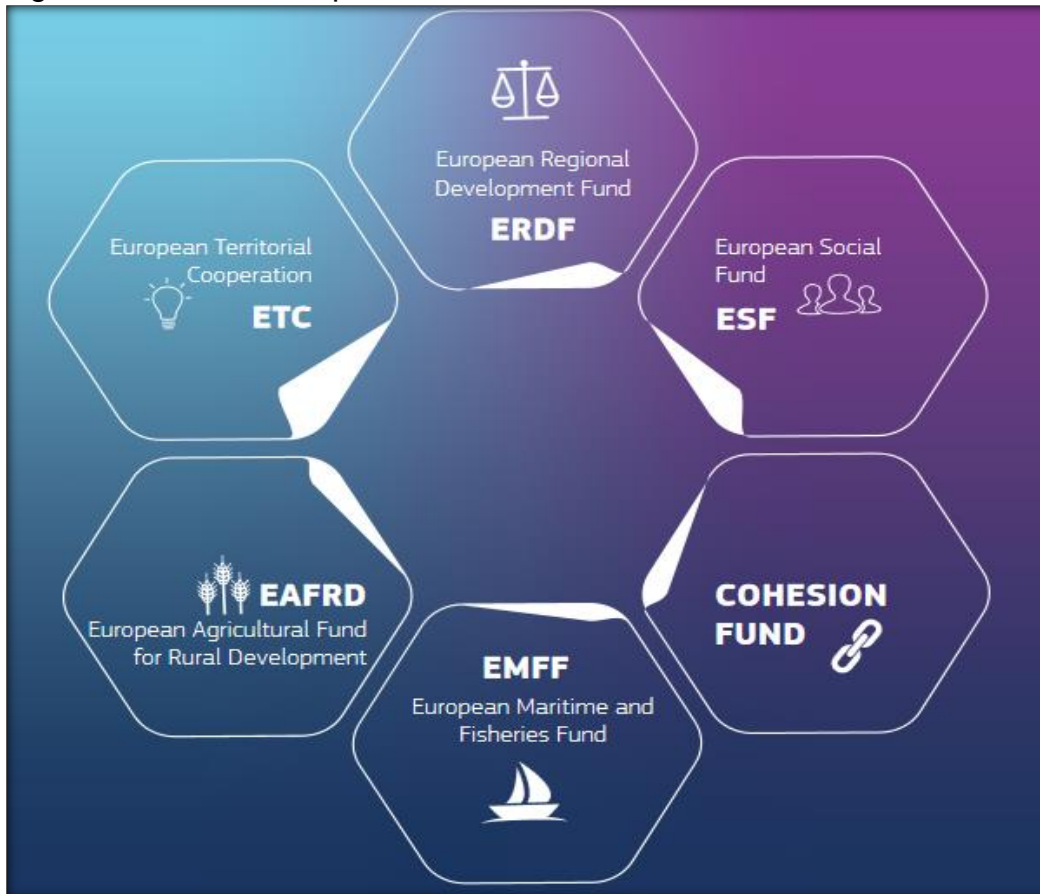 European Regional
Development Fund
ERDF
European Territorial
Cooperation
ETC
European Social
Fund
ESF
EAFRD
European Agricultural Fund
for Rural Development
COHESION
FUND
EMFF
European Maritime and
Fisheries Fund